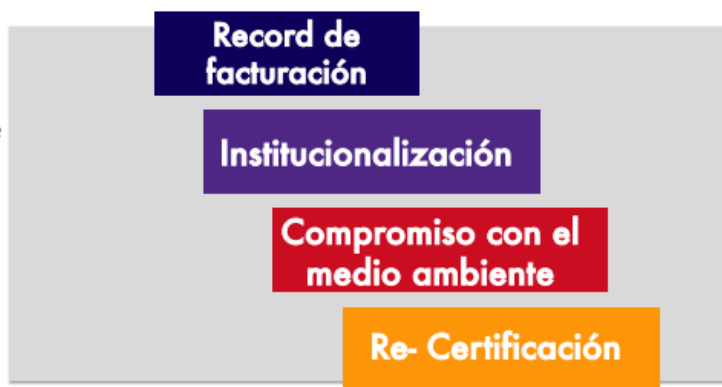 Record de
facturación
Institucionalización
Compromiso con el
medio ambiente
Re- Certificación